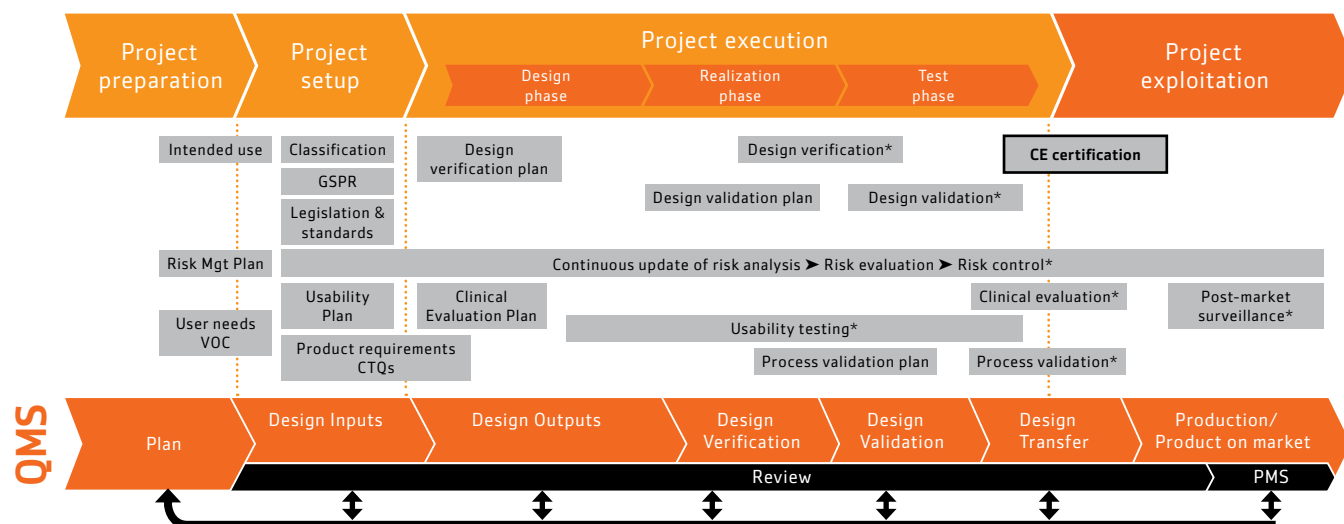 Project
preparation
Project
setup
Project execution
Design
phase
Realization
phase
Test
phase
Project
exploitation
Intended use
Classification
Design
verification plan
Design verification*
CE certification
GSPR
Design validation plan
Design validation*
Legislation &
standards
Risk Mgt Plan
Continuous update of risk analysis ➤ Risk evaluation ➤ Risk control*
Usability
Plan
Clinical
Evaluation Plan
Clinical evaluation*
Post-market
surveillance*
User needs
VOC
Usability testing*
Product requirements
CTQs
Process validation plan
Process validation*
QMS
Plan
Design Inputs
Design Outputs
Design
Verification
Design
Validation
Design
Transfer
Production/
Product on market
Review
PMS